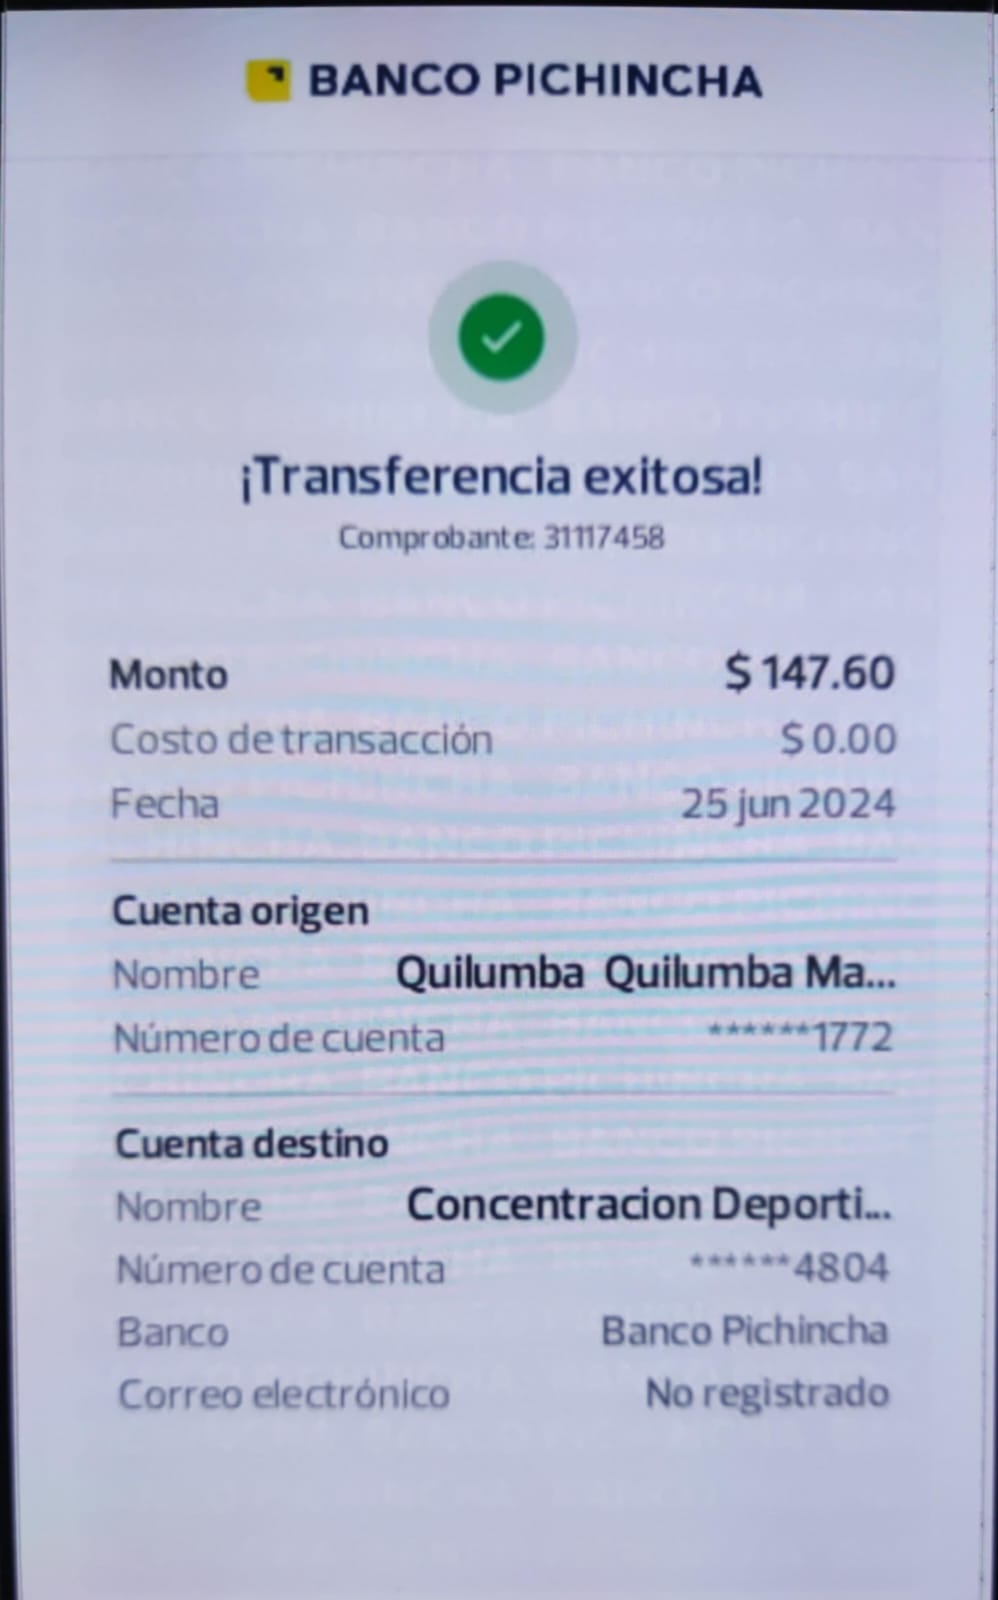 BANCO PICHINCHA
¡Transferencia exitosa!
Comprobante: 31117458
Monto $ 147.60
Costo de transacción $ 0.00
Fecha 25 jun 2024
Cuenta origen
Nombre Quilumba Quilumba Ma...
Número de cuenta ******1772
Cuenta destino
Nombre Concentracion Deporti...
Número de cuenta ******4804
Banco Banco Pichincha
Correo electrónico No registrado